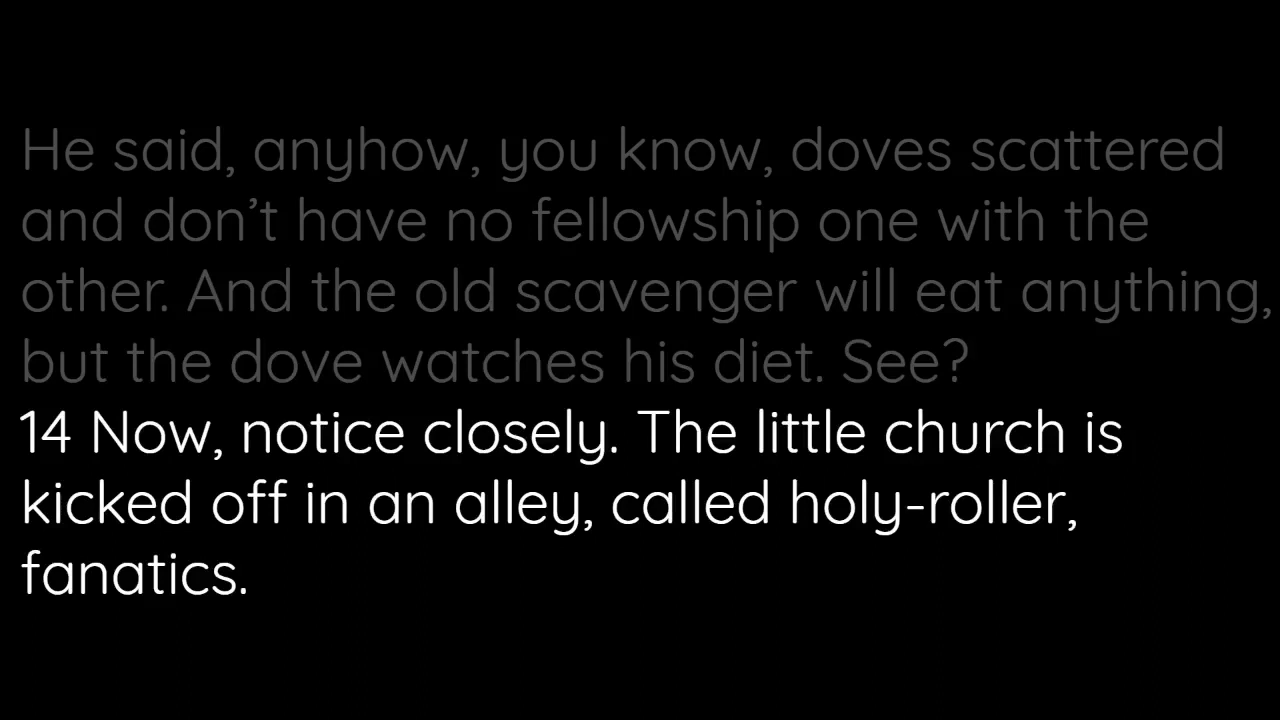 He said, anyhow, you know, doves scattered
and don’t have no fellowship one with the
other. And the old scavenger will eat anything,
but the dove watches his diet. See?
14 Now, notice closely. The little church is
kicked off in an alley, called holy-roller,
fanatics.